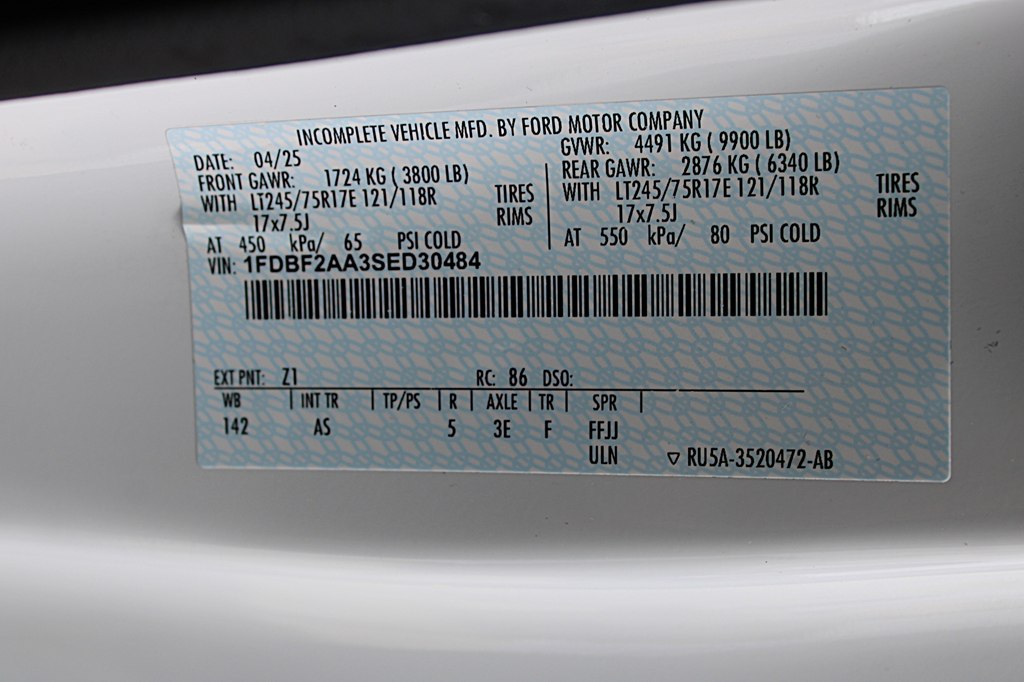 INCOMPLETE VEHICLE MFD. BY FORD MOTOR COMPANY
DATE: 04/25 GVWR: 4491 KG ( 9900 LB)
FRONT GAWR: 1724 KG ( 3800 LB) REAR GAWR: 2876 KG ( 6340 LB)
WITH LT245/75R17E 121/118R TIRES WITH LT245/75R17E 121/118R TIRES
17x7.5J RIMS 17x7.5J RIMS
AT 450 kPa/ 65 PSI COLD AT 550 kPa/ 80 PSI COLD
VIN: 1FDBF2AA3SED30484
EXT PNT: Z1 RC: 86 DSO:
WB | INT TR | TP/PS | R | AXLE | TR | SPR |
142 AS 5 3E F FFJJ
ULN ▽ RU5A-3520472-AB